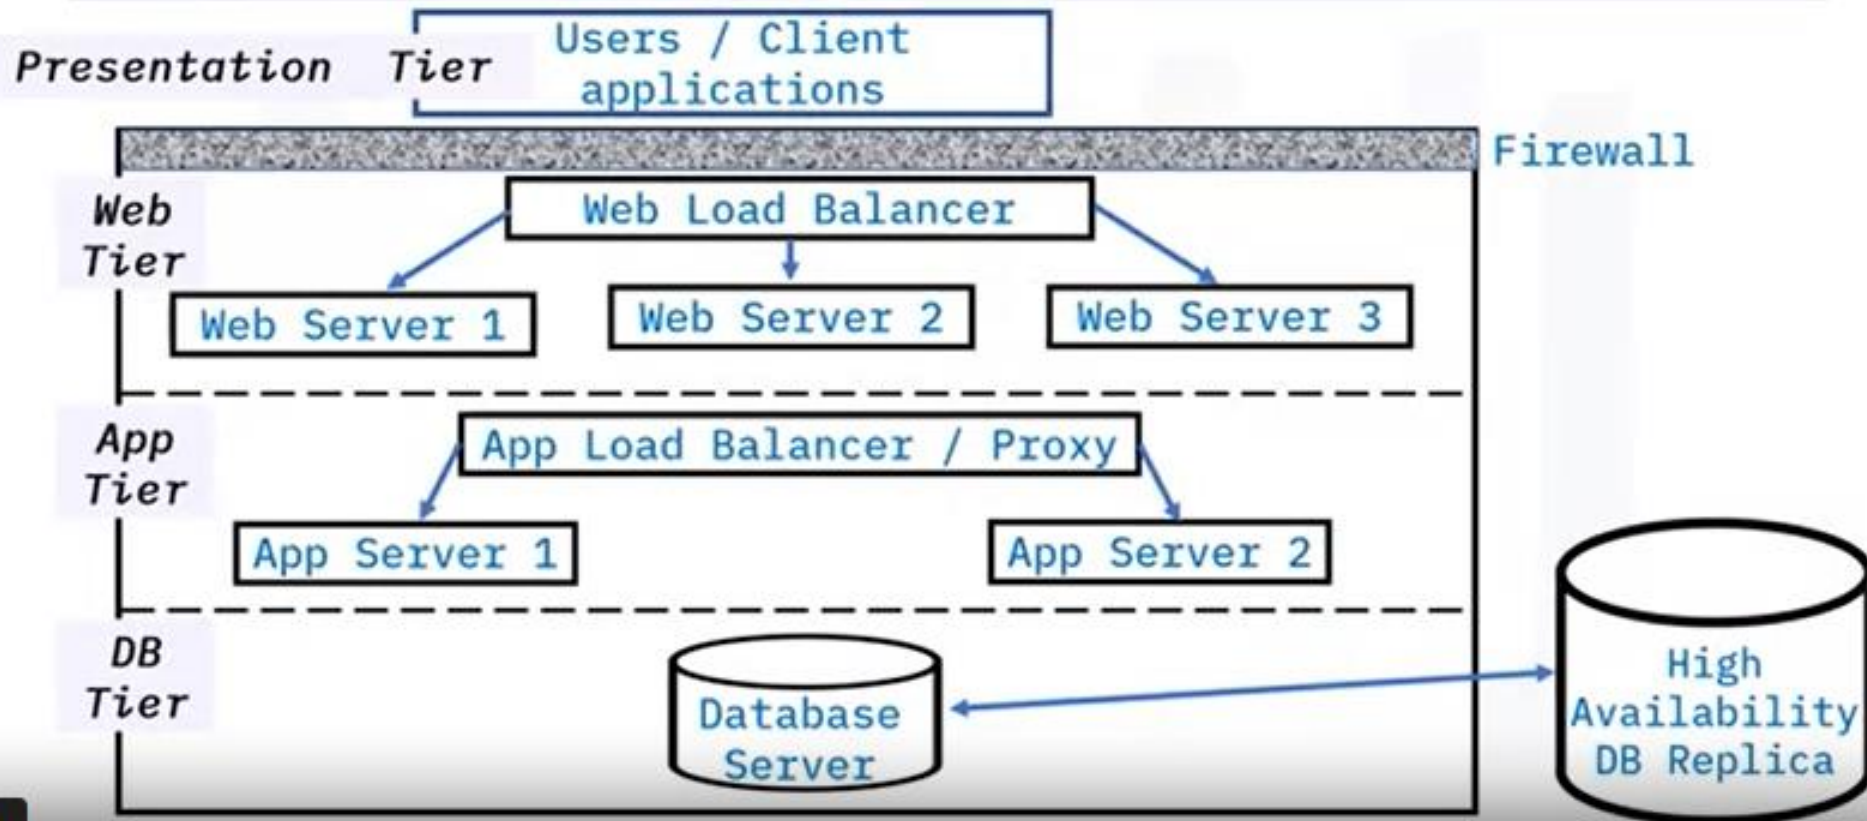 Presentation Tier
Users / Client
applications
Firewall
Web
Tier
Web Load Balancer
Web Server 1
Web Server 2
Web Server 3
App
Tier
App Load Balancer / Proxy
App Server 1
App Server 2
DB
Tier
Database
Server
High
Availability
DB Replica